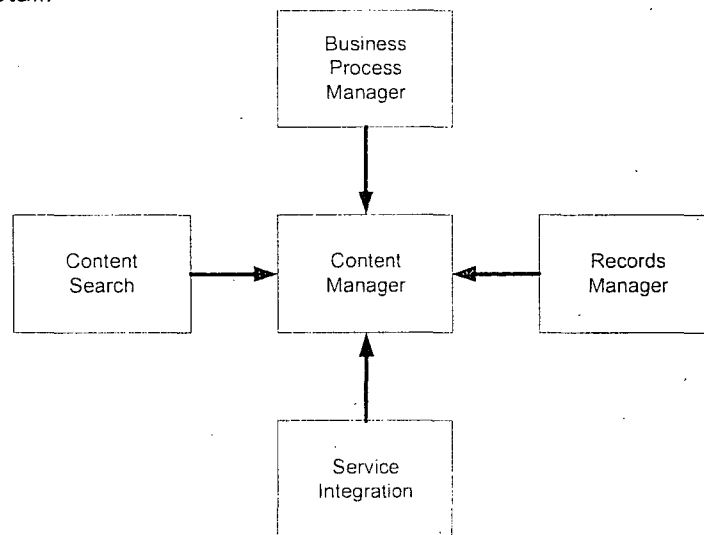 Business
Process
Manager
Content
Search
Content
Manager
Records
Manager
Service
Integration